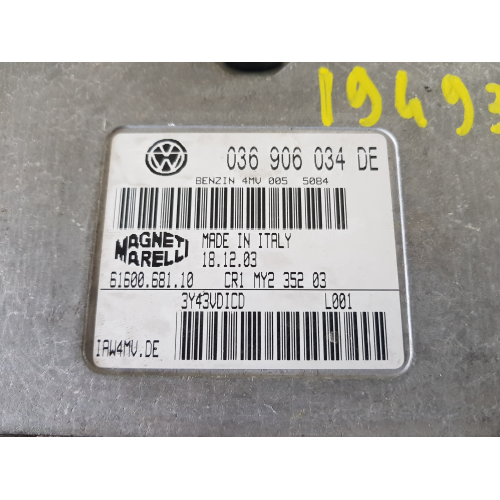 19493
036 906 034 DE
BENZIN 4MV 005 5084
MAGNETI MARELLI
MADE IN ITALY
18.12.03
61600.681.10 CR1 MY2 352 03
3Y43VDICD L001
IAW4MV.DE